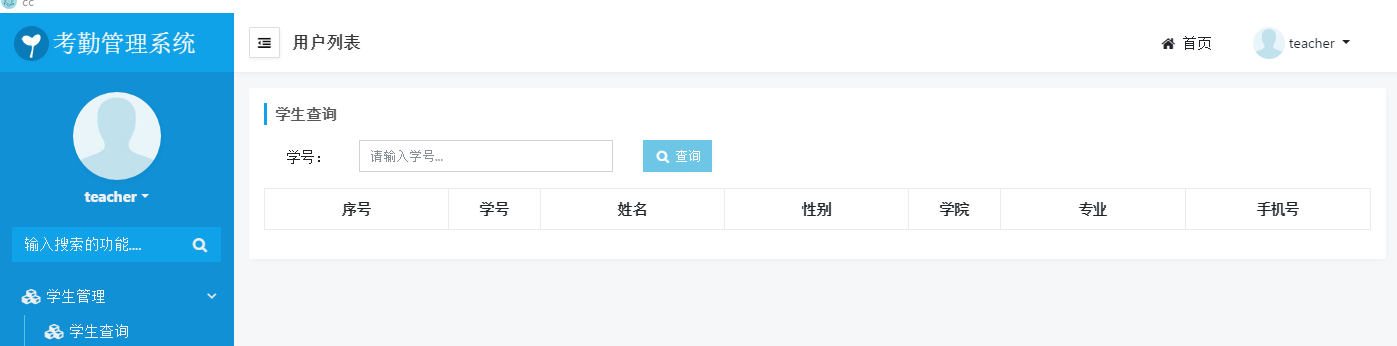 cc
考勤管理系统
用户列表
首页
teacher
teacher
输入搜索的功能....
学生管理
学生查询
学生查询
学号：
请输入学号...
查询
序号 学号 姓名 性别 学院 专业 手机号